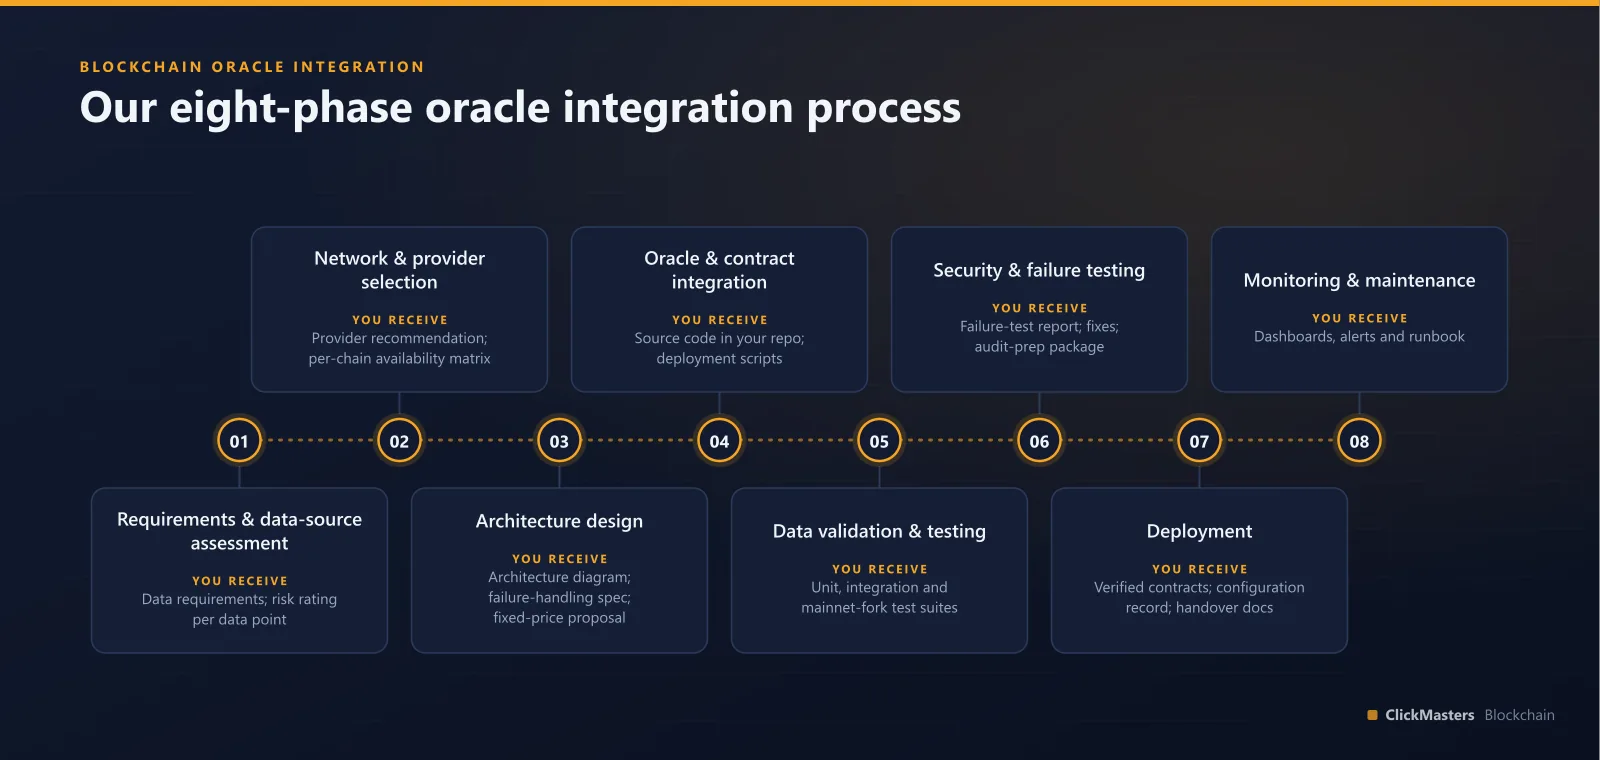 BLOCKCHAIN ORACLE INTEGRATION
Our eight-phase oracle integration process
01
Requirements & data-source
assessment
YOU RECEIVE
Data requirements; risk rating
per data point
02
Network & provider
selection
YOU RECEIVE
Provider recommendation;
per-chain availability matrix
03
Architecture design
YOU RECEIVE
Architecture diagram;
failure-handling spec;
fixed-price proposal
04
Oracle & contract
integration
YOU RECEIVE
Source code in your repo;
deployment scripts
05
Data validation & testing
YOU RECEIVE
Unit, integration and
mainnet-fork test suites
06
Security & failure testing
YOU RECEIVE
Failure-test report; fixes;
audit-prep package
07
Deployment
YOU RECEIVE
Verified contracts; configuration
record; handover docs
08
Monitoring & maintenance
YOU RECEIVE
Dashboards, alerts and runbook
ClickMasters Blockchain